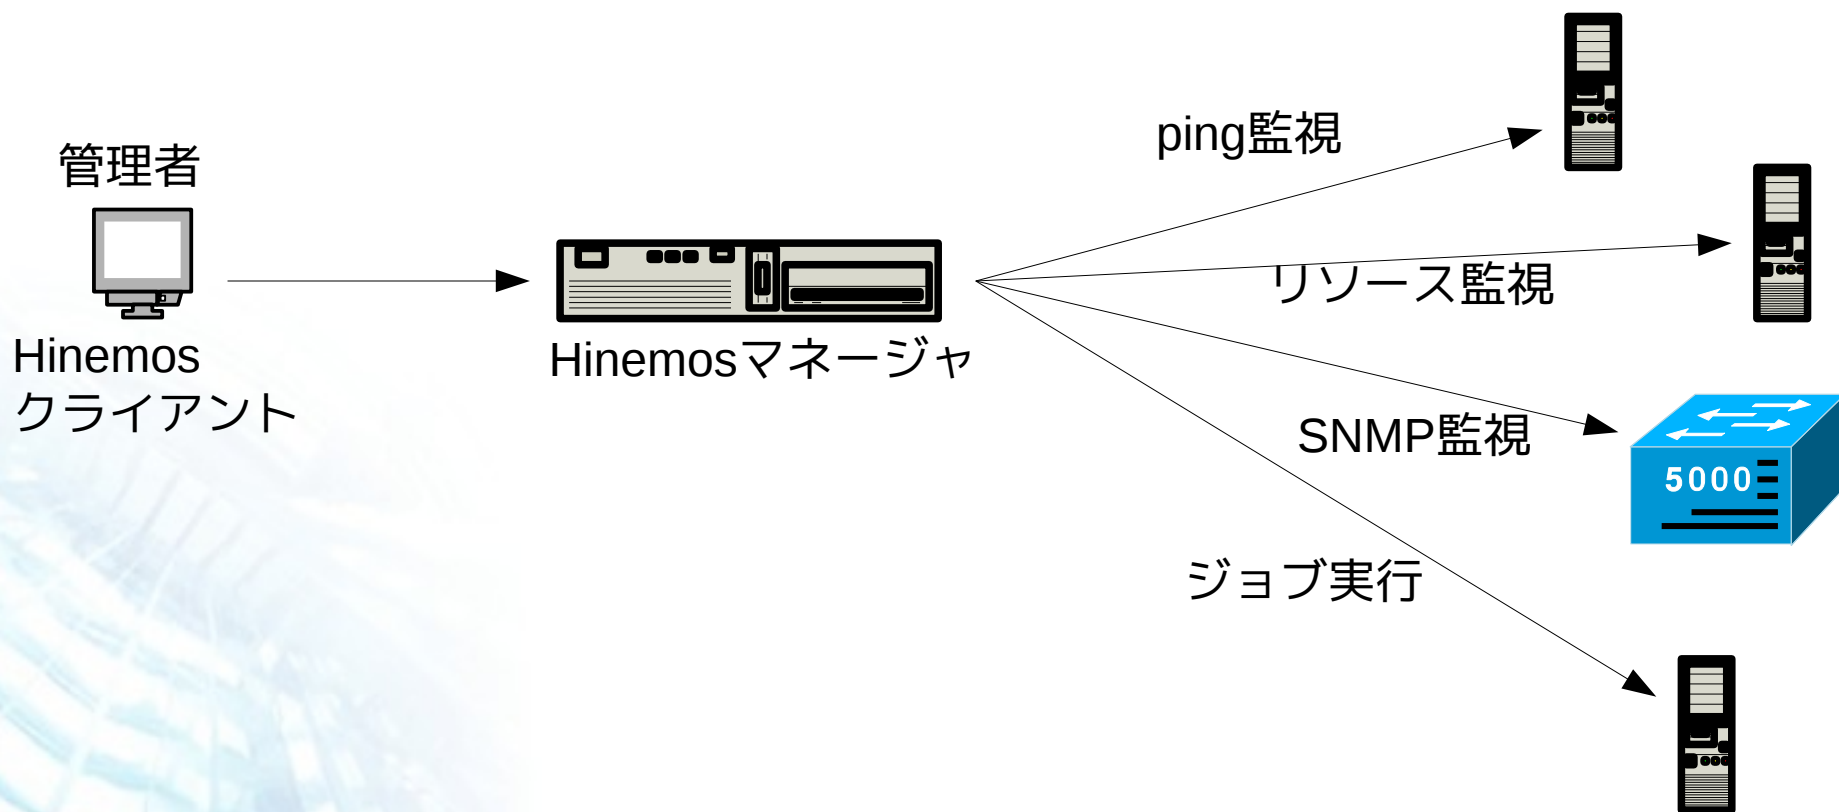 管理者
Hinemos
クライアント
Hinemosマネージャ
ping監視
リソース監視
SNMP監視
5000
ジョブ実行